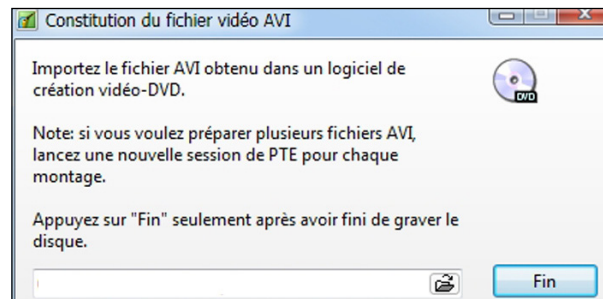 Constitution du fichier vidéo AVI
Importez le fichier AVI obtenu dans un logiciel de
création vidéo-DVD.
DVD
Note: si vous voulez préparer plusieurs fichiers AVI,
lancez une nouvelle session de PTE pour chaque
montage.
Appuyez sur "Fin" seulement après avoir fini de graver le
disque.
Fin